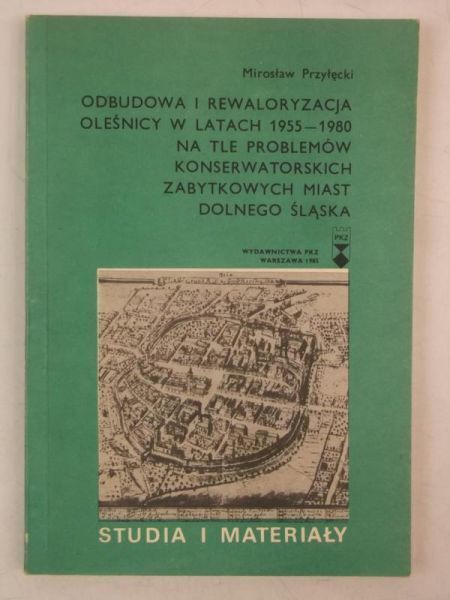 Mirosław Przyłęcki
ODBUDOWA I REWALORYZACJA
OLEŚNICY W LATACH 1955—1980
NA TLE PROBLEMÓW
KONSERWATORSKICH
ZABYTKOWYCH MIAST
DOLNEGO ŚLĄSKA
PKZ
WYDAWNICTWA PKZ
WARSZAWA 1985
STUDIA I MATERIAŁY